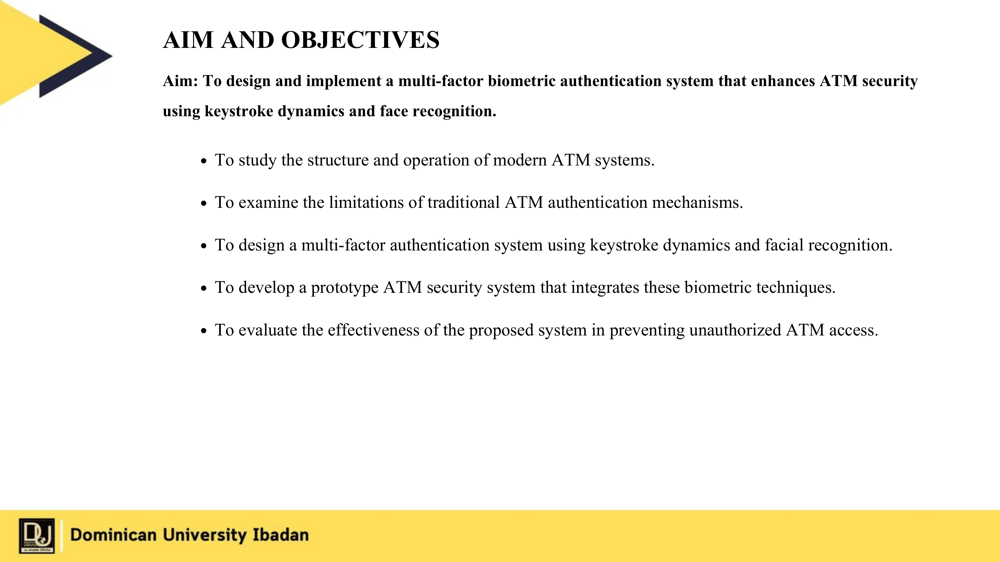 AIM AND OBJECTIVES
Aim: To design and implement a multi-factor biometric authentication system that enhances ATM security
using keystroke dynamics and face recognition.
• To study the structure and operation of modern ATM systems.
• To examine the limitations of traditional ATM authentication mechanisms.
• To design a multi-factor authentication system using keystroke dynamics and facial recognition.
• To develop a prototype ATM security system that integrates these biometric techniques.
• To evaluate the effectiveness of the proposed system in preventing unauthorized ATM access.
DU
Dominican University Ibadan